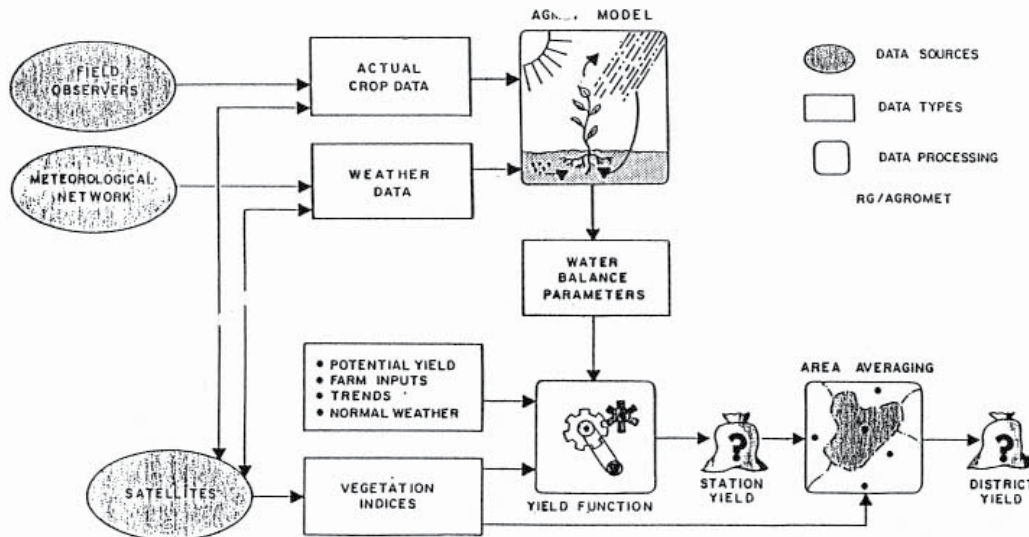 MODEL
FIELD
OBSERVERS
ACTUAL
CROP DATA
METEOROLOGICAL
NETWORK
WEATHER
DATA
DATA SOURCES
DATA TYPES
DATA PROCESSING
RG/AGROMET
WATER
BALANCE
PARAMETERS
• POTENTIAL YIELD
• FARM INPUTS
• TRENDS
• NORMAL WEATHER
YIELD FUNCTION
SATELLITES
VEGETATION
INDICES
?
STATION
YIELD
AREA AVERAGING
?
DISTRICT
YIELD